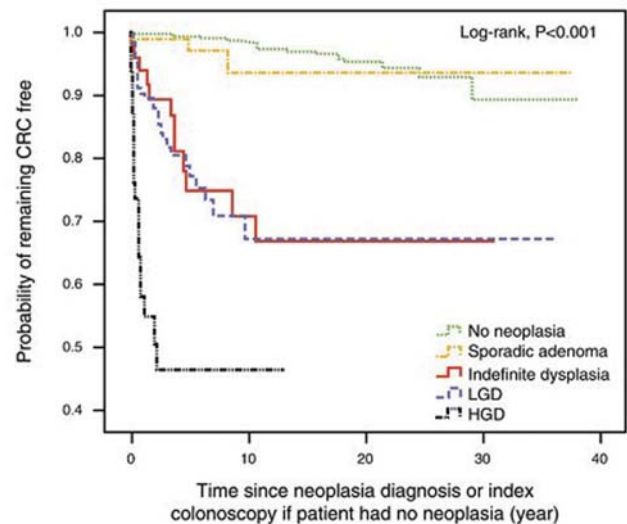 Log-rank, P<0.001
Probability of remaining CRC free
1.0
0.9
0.8
0.7
0.6
0.5
0.4
No neoplasia
Sporadic adenoma
Indefinite dysplasia
LGD
HGD
0 10 20 30 40
Time since neoplasia diagnosis or index
colonoscopy if patient had no neoplasia (year)